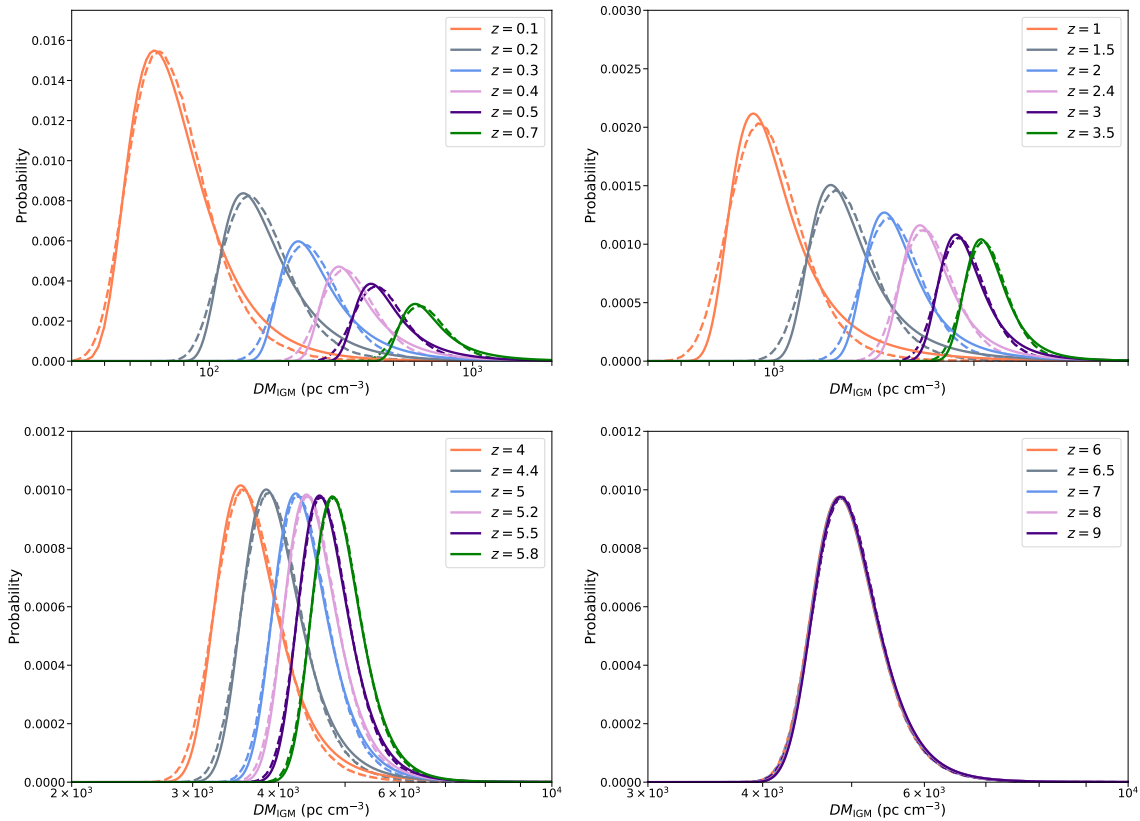 0.016
0.014
0.012
0.010
0.008
0.006
0.004
0.002
0.000
Probability
10²
10³
DM_IGM (pc cm⁻³)
z = 0.1
z = 0.2
z = 0.3
z = 0.4
z = 0.5
z = 0.7
0.0030
0.0025
0.0020
0.0015
0.0010
0.0005
0.0000
Probability
10³
DM_IGM (pc cm⁻³)
z = 1
z = 1.5
z = 2
z = 2.4
z = 3
z = 3.5
0.0012
0.0010
0.0008
0.0006
0.0004
0.0002
0.0000
Probability
2 × 10³ 3 × 10³ 4 × 10³ 6 × 10³ 10⁴
DM_IGM (pc cm⁻³)
z = 4
z = 4.4
z = 5
z = 5.2
z = 5.5
z = 5.8
0.0012
0.0010
0.0008
0.0006
0.0004
0.0002
0.0000
Probability
3 × 10³ 4 × 10³ 6 × 10³ 10⁴
DM_IGM (pc cm⁻³)
z = 6
z = 6.5
z = 7
z = 8
z = 9